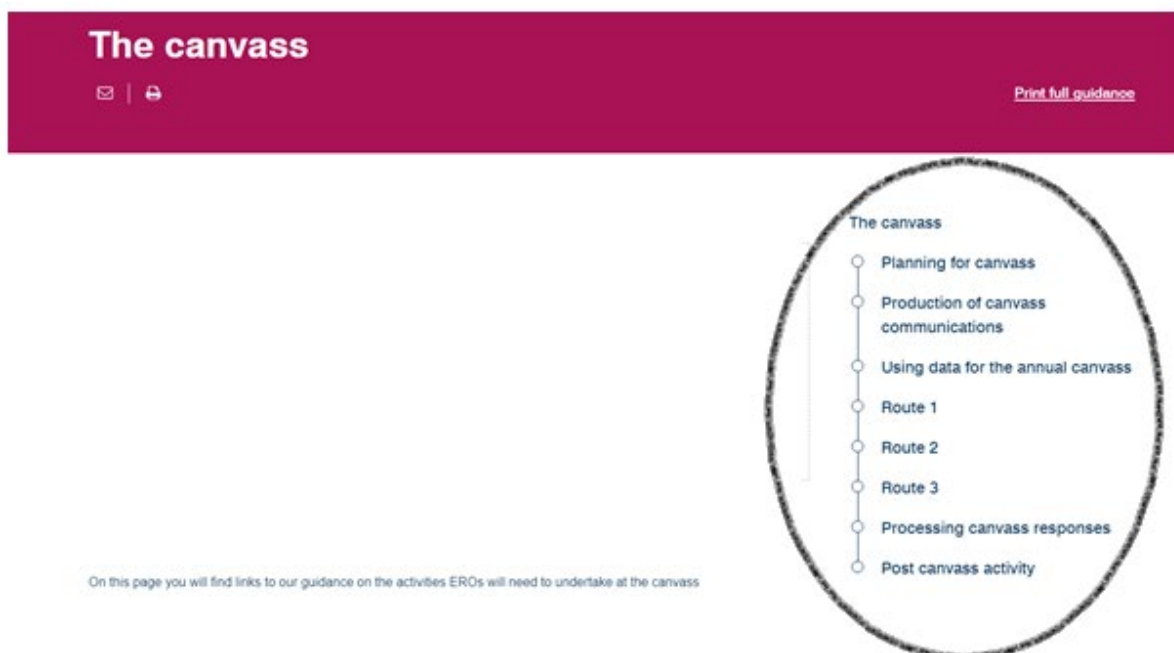 The canvass
Print full guidance
The canvass
Planning for canvass
Production of canvass
communications
Using data for the annual canvass
Route 1
Route 2
Route 3
Processing canvass responses
Post canvass activity
On this page you will find links to our guidance on the activities EROs will need to undertake at the canvass